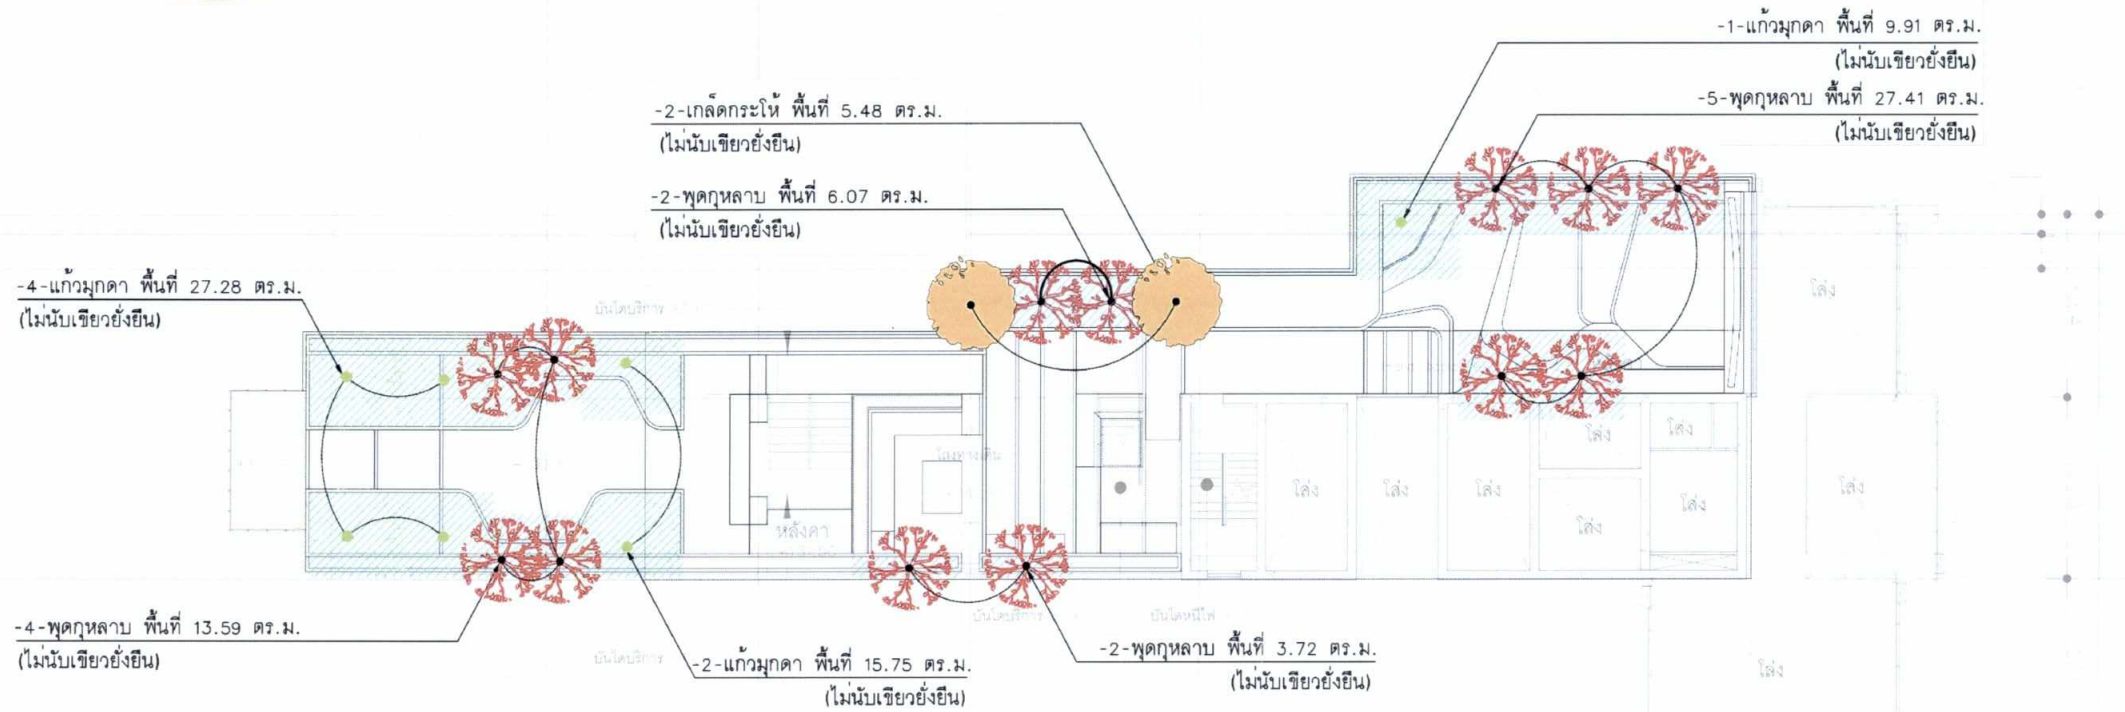 -1-แก้วมุกดา พื้นที่ 9.91 ตร.ม.
(ไม่นับเขียวยั่งยืน)
-5-พุดกุหลาบ พื้นที่ 27.41 ตร.ม.
(ไม่นับเขียวยั่งยืน)
-2-เกล็ดกระโห้ พื้นที่ 5.48 ตร.ม.
(ไม่นับเขียวยั่งยืน)
-2-พุดกุหลาบ พื้นที่ 6.07 ตร.ม.
(ไม่นับเขียวยั่งยืน)
-4-แก้วมุกดา พื้นที่ 27.28 ตร.ม.
(ไม่นับเขียวยั่งยืน)
บันไดบริการ
โล่ง
โถงทางเดิน
หลังคา
โล่ง
โล่ง
โล่ง
โล่ง
โล่ง
โล่ง
โล่ง
โล่ง
บันไดบริการ
บันไดหนีไฟ
-4-พุดกุหลาบ พื้นที่ 13.59 ตร.ม.
(ไม่นับเขียวยั่งยืน)
บันไดบริการ
-2-แก้วมุกดา พื้นที่ 15.75 ตร.ม.
(ไม่นับเขียวยั่งยืน)
-2-พุดกุหลาบ พื้นที่ 3.72 ตร.ม.
(ไม่นับเขียวยั่งยืน)
โล่ง